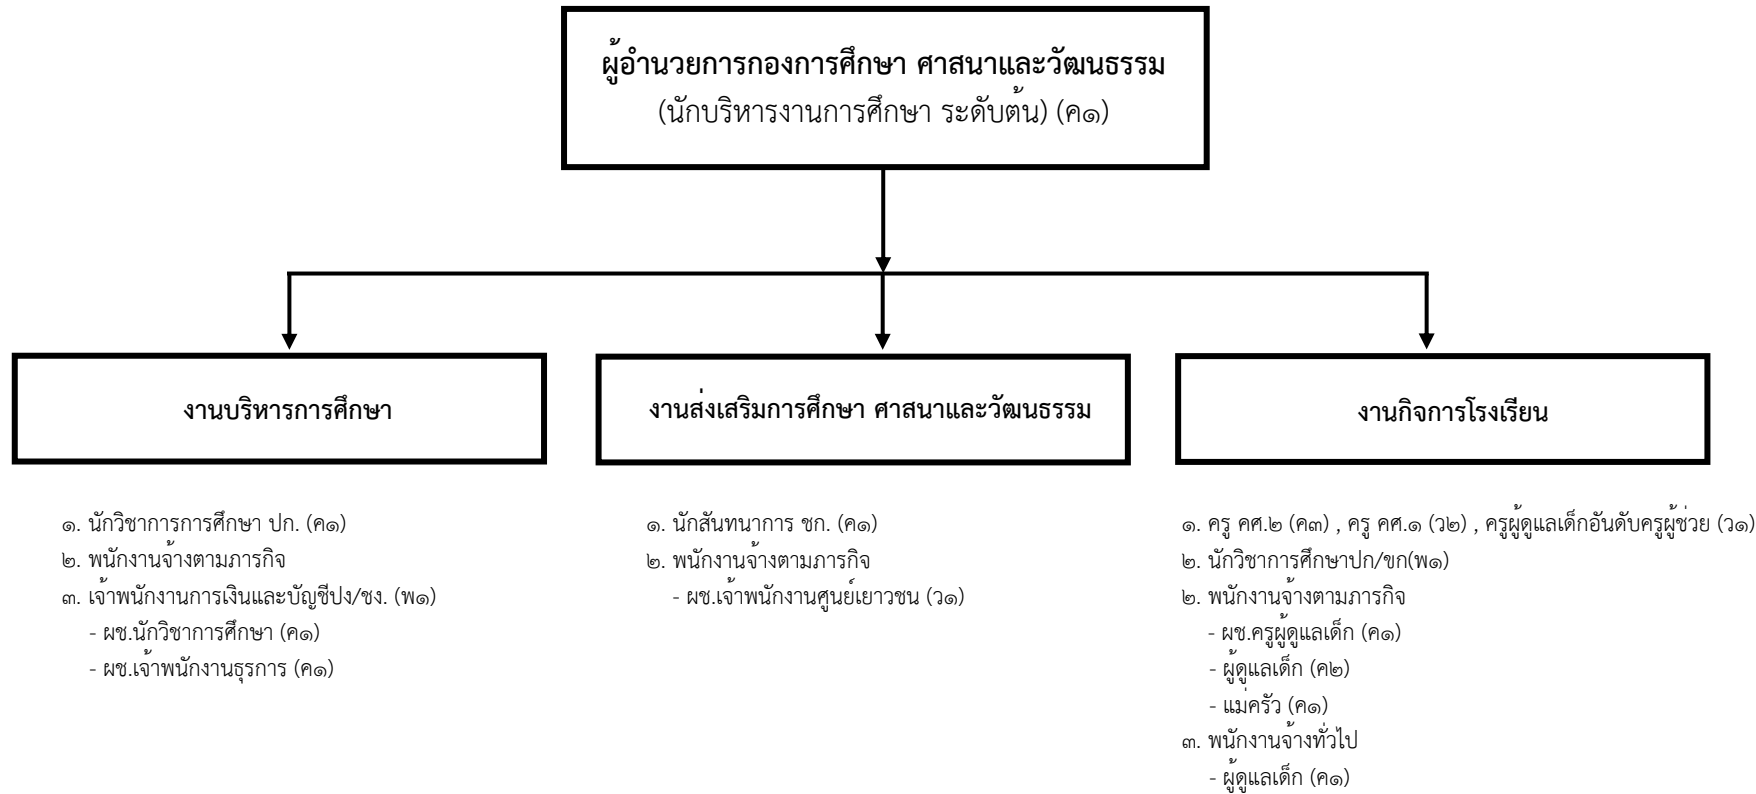 ผู้อำนวยการกองการศึกษา ศาสนาและวัฒนธรรม
(นักบริหารงานการศึกษา ระดับต้น) (ค๑)
งานบริหารการศึกษา
๑. นักวิชาการการศึกษา ปก. (ค๑)
๒. พนักงานจ้างตามภารกิจ
๓. เจ้าพนักงานการเงินและบัญชีปง/ชง. (พ๑)
- ผช.นักวิชาการศึกษา (ค๑)
- ผช.เจ้าพนักงานธุรการ (ค๑)
งานส่งเสริมการศึกษา ศาสนาและวัฒนธรรม
๑. นักสันทนาการ ชก. (ค๑)
๒. พนักงานจ้างตามภารกิจ
- ผช.เจ้าพนักงานศูนย์เยาวชน (ว๑)
งานกิจการโรงเรียน
๑. ครู คศ.๒ (ค๓) , ครู คศ.๑ (ว๒) , ครูผู้ดูแลเด็กอันดับครูผู้ช่วย (ว๑)
๒. นักวิชาการศึกษาปก/ขก(พ๑)
๒. พนักงานจ้างตามภารกิจ
- ผช.ครูผู้ดูแลเด็ก (ค๑)
- ผู้ดูแลเด็ก (ค๒)
- แม่ครัว (ค๑)
๓. พนักงานจ้างทั่วไป
- ผู้ดูแลเด็ก (ค๑)